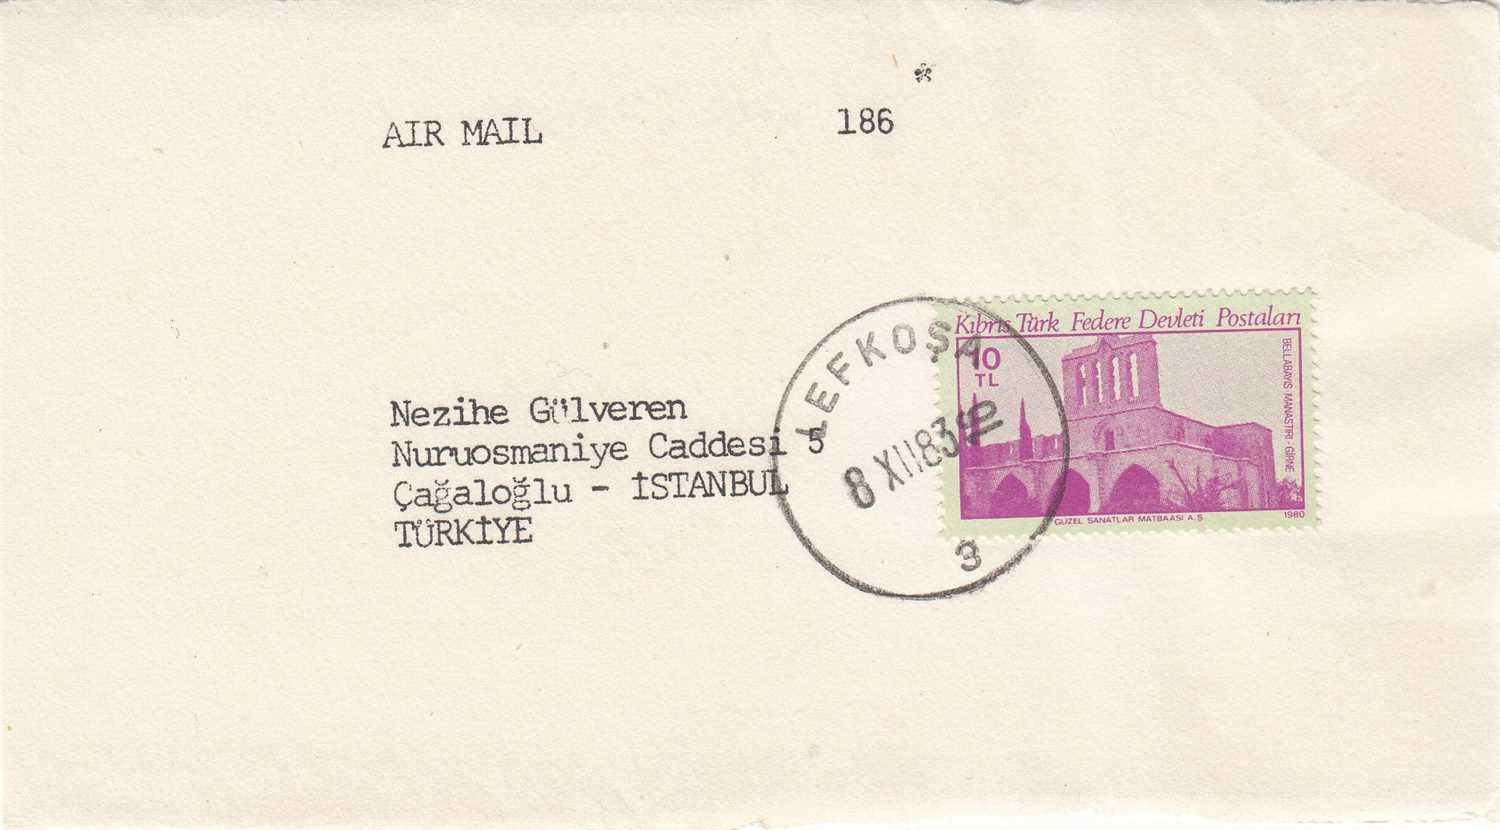 AIR MAIL
186
Kıbrıs Türk Federe Devleti Postaları
10
TL
BELLABAYIS MANASTIRI - GİRNE
GÜZEL SANATLAR MATBAASI A.Ş
1980
LEFKOŞA
8 XII 83
3
Nezihe Gülveren
Nuruosmaniye Caddesi 5
Çağaloğlu - İSTANBUL
TÜRKİYE